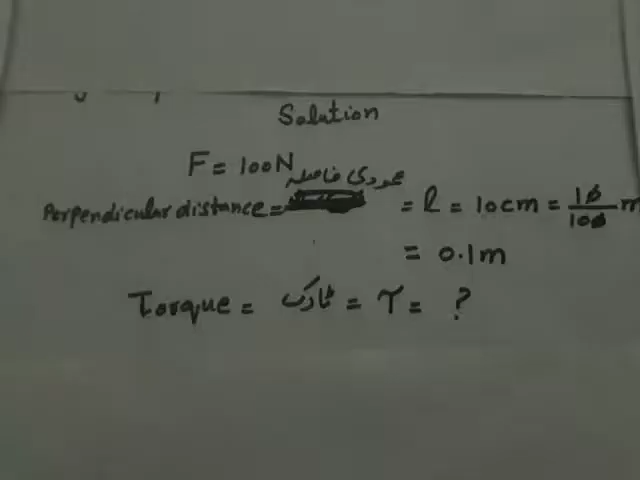 Solution
F = 100N
Perpendicular distance = عمودی فاصلہ = l = 10cm = 10/100 m
= 0.1m
Torque = ٹارک = τ = ?